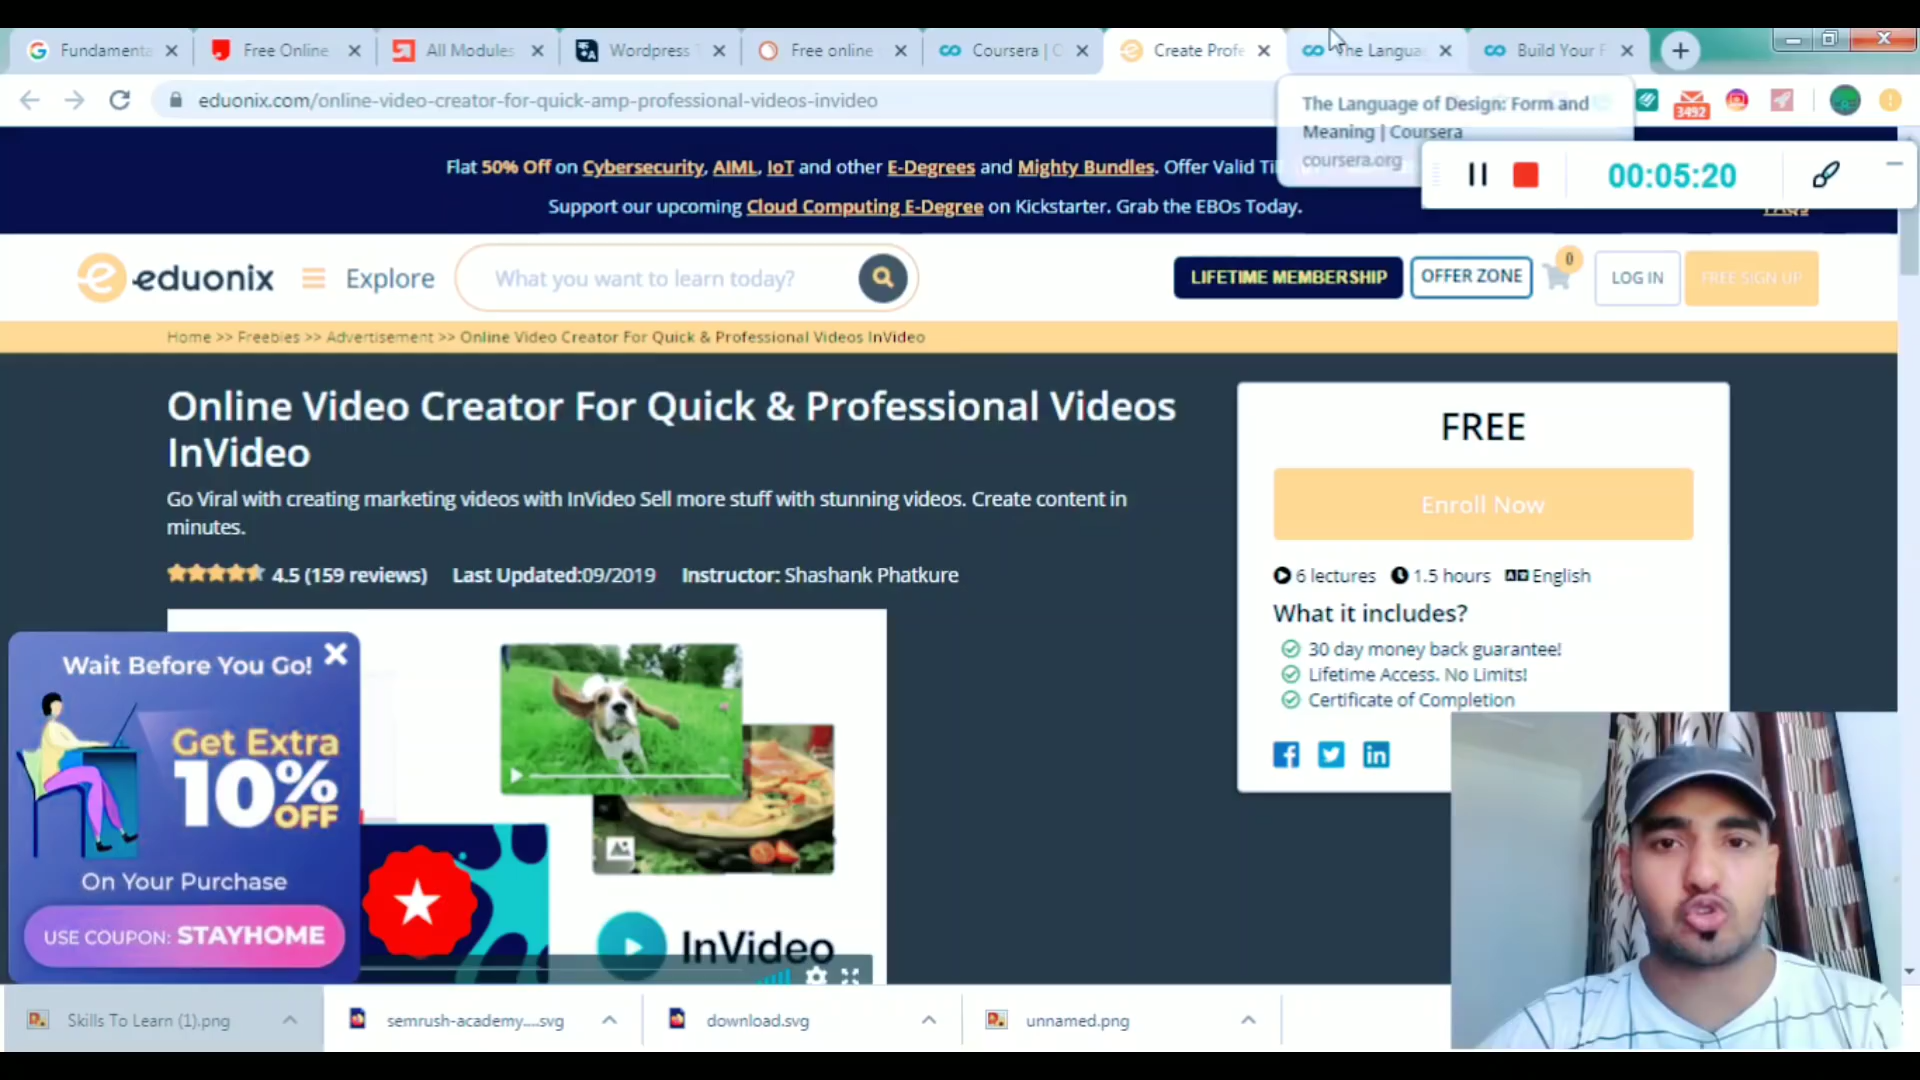 Fundamenta
Free Online
All Modules
Wordpress T
Free online
Coursera | C
Create Profe
The Langua
Build Your F
eduonix.com/online-video-creator-for-quick-amp-professional-videos-invideo
3492
The Language of Design: Form and
Meaning | Coursera
coursera.org
00:05:20
Flat 50% Off on Cybersecurity, AIML, IoT and other E-Degrees and Mighty Bundles. Offer Valid Til
Support our upcoming Cloud Computing E-Degree on Kickstarter. Grab the EBOs Today.
FAQs
eduonix
Explore
What you want to learn today?
LIFETIME MEMBERSHIP
OFFER ZONE
0
LOG IN
FREE SIGN UP
Home >> Freebies >> Advertisement >> Online Video Creator For Quick & Professional Videos InVideo
Online Video Creator For Quick & Professional Videos
InVideo
Go Viral with creating marketing videos with InVideo Sell more stuff with stunning videos. Create content in
minutes.
4.5 (159 reviews) Last Updated:09/2019 Instructor: Shashank Phatkure
FREE
Enroll Now
6 lectures 1.5 hours English
What it includes?
30 day money back guarantee!
Lifetime Access. No Limits!
Certificate of Completion
Wait Before You Go!
Get Extra
10% OFF
On Your Purchase
USE COUPON: STAYHOME
InVideo
Skills To Learn (1).png
semrush-academy....svg
download.svg
unnamed.png